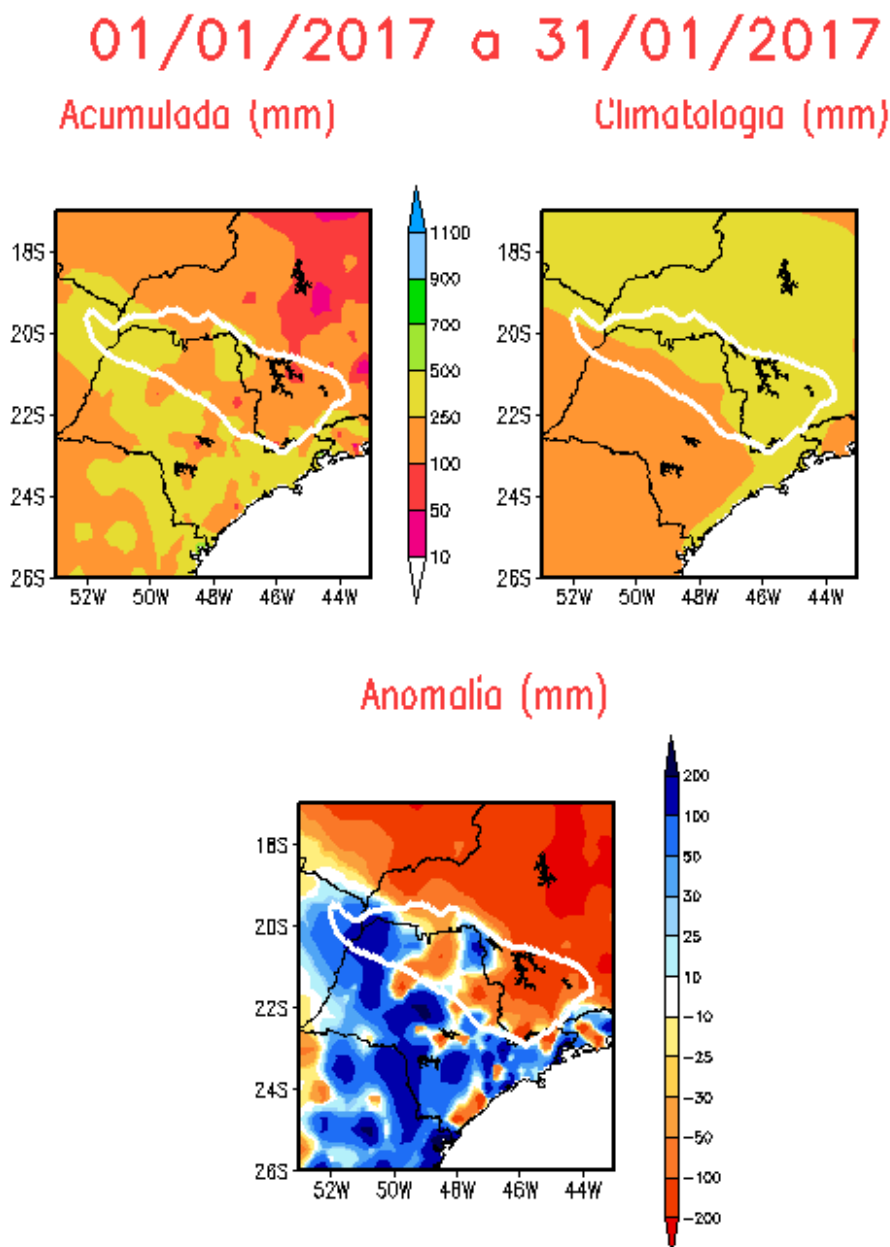 01/01/2017 a 31/01/2017
Acumulada (mm)
Climatologia (mm)
18S
20S
22S
24S
26S
52W 50W 48W 46W 44W
1100
900
700
500
250
100
50
10
18S
20S
22S
24S
26S
52W 50W 48W 46W 44W
Anomalia (mm)
18S
20S
22S
24S
26S
52W 50W 48W 46W 44W
200
100
50
30
25
10
-10
-25
-30
-50
-100
-200